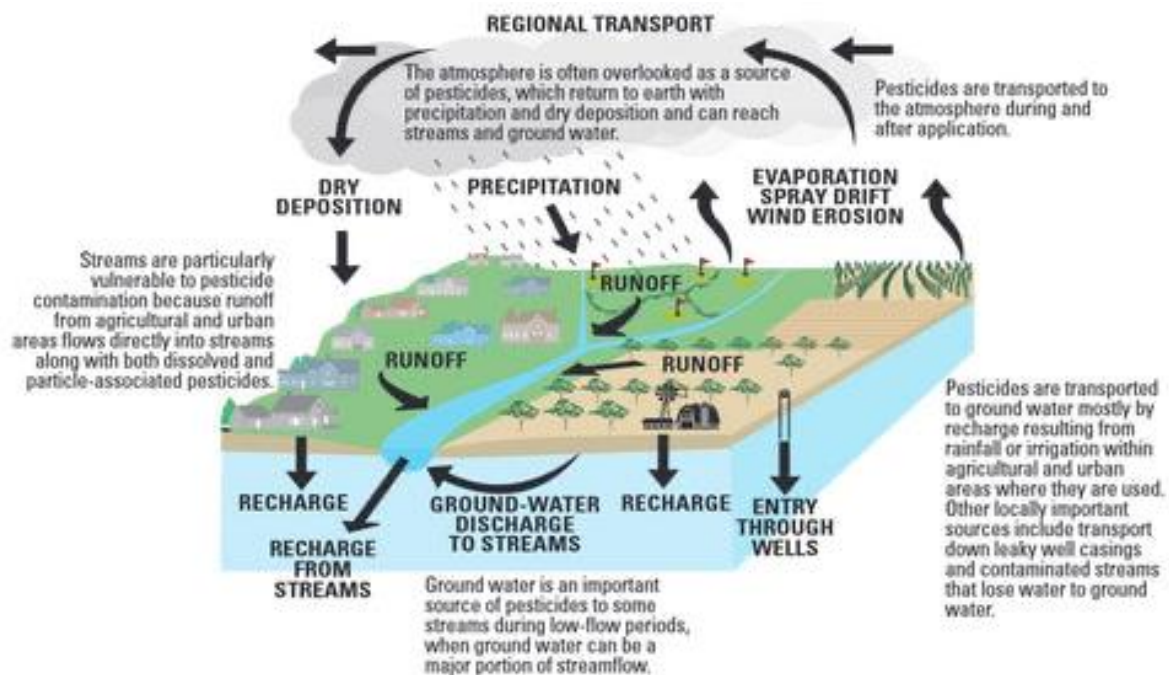 REGIONAL TRANSPORT
The atmosphere is often overlooked as a source
of pesticides, which return to earth with
precipitation and dry deposition and can reach
streams and ground water.
Pesticides are transported to
the atmosphere during and
after application.
DRY
DEPOSITION
PRECIPITATION
EVAPORATION
SPRAY DRIFT
WIND EROSION
Streams are particularly
vulnerable to pesticide
contamination because runoff
from agricultural and urban
areas flows directly into streams
along with both dissolved and
particle-associated pesticides.
RUNOFF
RUNOFF
RUNOFF
Pesticides are transported
to ground water mostly by
recharge resulting from
rainfall or irrigation within
agricultural and urban
areas where they are used.
Other locally important
sources include transport
down leaky well casings
and contaminated streams
that lose water to ground
water.
RECHARGE
RECHARGE
FROM
STREAMS
GROUND-WATER
DISCHARGE
TO STREAMS
RECHARGE
ENTRY
THROUGH
WELLS
Ground water is an important
source of pesticides to some
streams during low-flow periods,
when ground water can be a
major portion of streamflow.